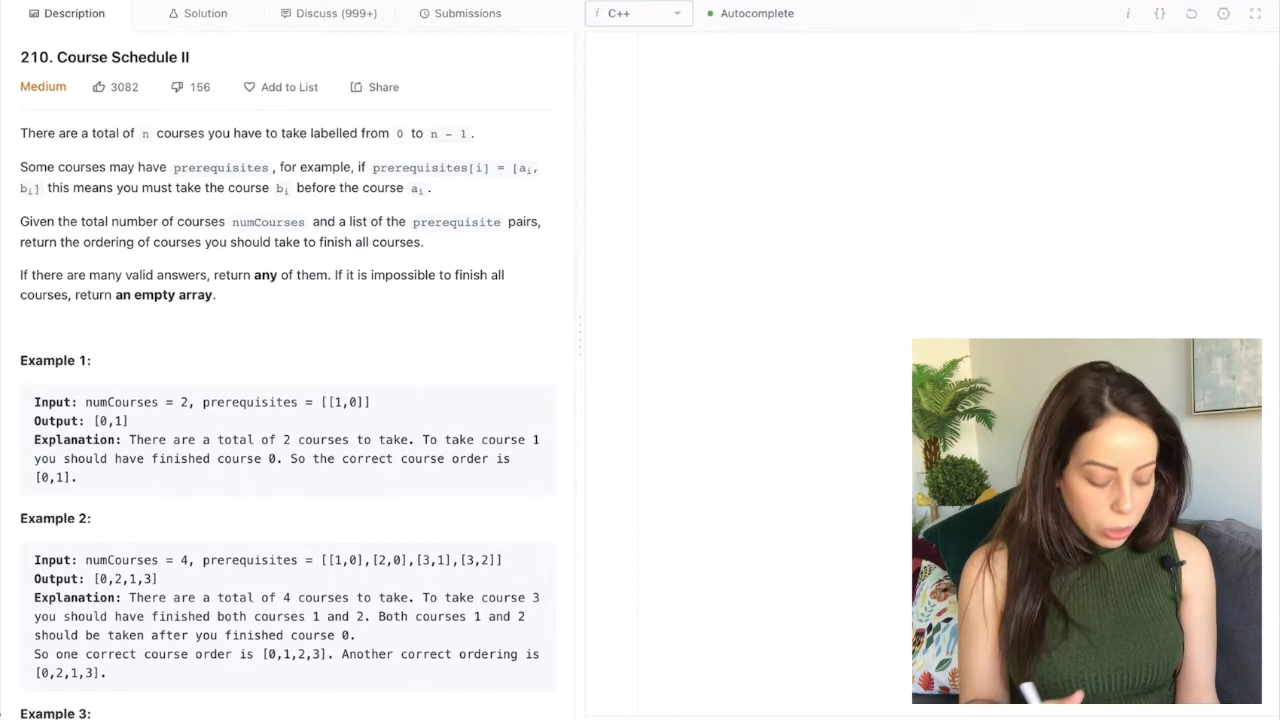 Description
Solution
Discuss (999+)
Submissions
i C++
Autocomplete
i {}
210. Course Schedule II
Medium 3082 156 Add to List Share
There are a total of n courses you have to take labelled from 0 to n - 1 .
Some courses may have prerequisites , for example, if prerequisites[i] = [ai,
bi] this means you must take the course bi before the course ai .
Given the total number of courses numCourses and a list of the prerequisite pairs,
return the ordering of courses you should take to finish all courses.
If there are many valid answers, return any of them. If it is impossible to finish all
courses, return an empty array.
Example 1:
Input: numCourses = 2, prerequisites = [[1,0]]
Output: [0,1]
Explanation: There are a total of 2 courses to take. To take course 1
you should have finished course 0. So the correct course order is
[0,1].
Example 2:
Input: numCourses = 4, prerequisites = [[1,0],[2,0],[3,1],[3,2]]
Output: [0,2,1,3]
Explanation: There are a total of 4 courses to take. To take course 3
you should have finished both courses 1 and 2. Both courses 1 and 2
should be taken after you finished course 0.
So one correct course order is [0,1,2,3]. Another correct ordering is
[0,2,1,3].
Example 3: